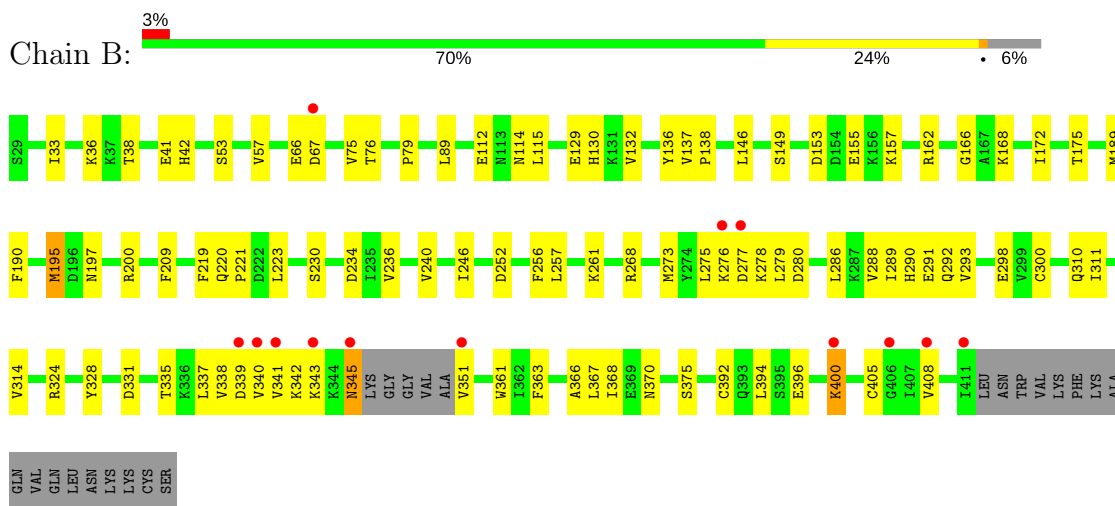 3%
Chain B:
70% 24% • 6%
S29 I33 K36 K37 T38 E41 H42 S53 V57 E66 D67 V75 T76 P79 L89 E112 N113 N114 L115 E129 H130 K131 V132 Y136 V137 P138 L146 S149 D153 D154 E155 K156 K157 R162 G166 A167 K168 I172 T175 M189
F190 M195 D196 N197 R200 F209 F219 Q220 P221 D222 L223 S230 D234 I235 V236 V240 I246 D252 F256 L257 K261 R268 M273 Y274 L275 K276 D277 K278 L279 D280 L286 K287 V288 I289 H290 E291 Q292 V293 E298 V299 C300 Q310 I311
V314 R324 Y328 D331 T335 K336 L337 V338 D339 V340 V341 K342 K343 K344 N345 LYS GLY GLY VAL ALA V351 W361 I362 F363 A366 L367 I368 E369 N370 S375 C392 Q393 L394 S395 E396 K400 C405 G406 I407 V408 I411 LEU ASN TRP VAL LYS PHE LYS ALA
GLN VAL GLN LEU ASN LYS LYS CYS SER